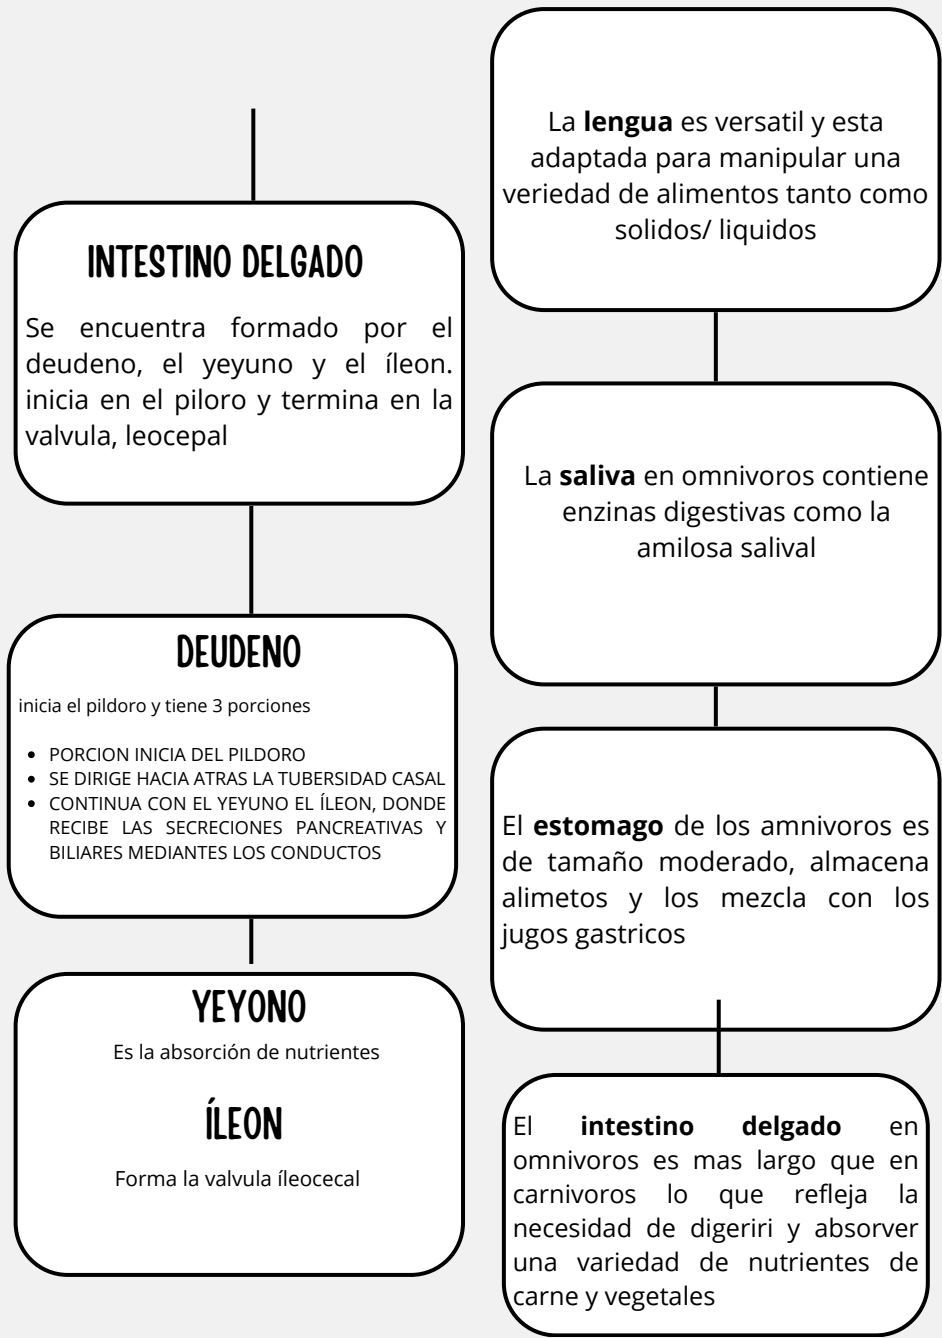 INTESTINO DELGADO
Se encuentra formado por el
deudeno, el yeyuno y el íleon.
inicia en el piloro y termina en la
valvula, leocepal
DEUDENO
inicia el pildoro y tiene 3 porciones
• PORCION INICIA DEL PILDORO
• SE DIRIGE HACIA ATRAS LA TUBERSIDAD CASAL
• CONTINUA CON EL YEYUNO EL ÍLEON, DONDE
RECIBE LAS SECRECIONES PANCREATIVAS Y
BILIARES MEDIANTES LOS CONDUCTOS
YEYONO
Es la absorción de nutrientes
ÍLEON
Forma la valvula íleocecal
La lengua es versatil y esta
adaptada para manipular una
veriedad de alimentos tanto como
solidos/ liquidos
La saliva en omnivoros contiene
enzinas digestivas como la
amilosa salival
El estomago de los amnivoros es
de tamaño moderado, almacena
alimetos y los mezcla con los
jugos gastricos
El intestino delgado en
omnivoros es mas largo que en
carnivoros lo que refleja la
necesidad de digeriri y absorver
una variedad de nutrientes de
carne y vegetales